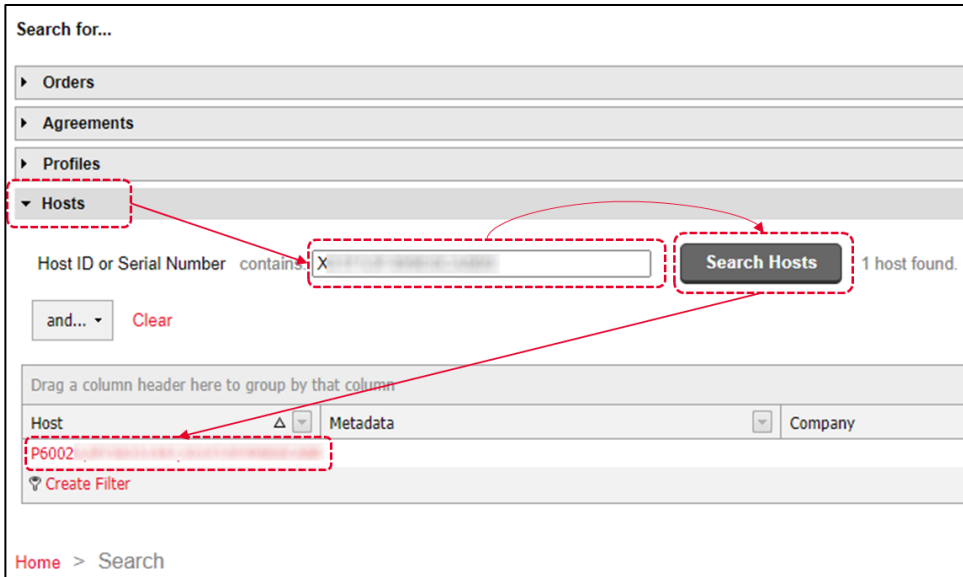 Search for...
Orders
Agreements
Profiles
Hosts
Host ID or Serial Number contains: X Search Hosts 1 host found.
and... Clear
Drag a column header here to group by that column
Host Metadata Company
P6002
Create Filter
Home > Search